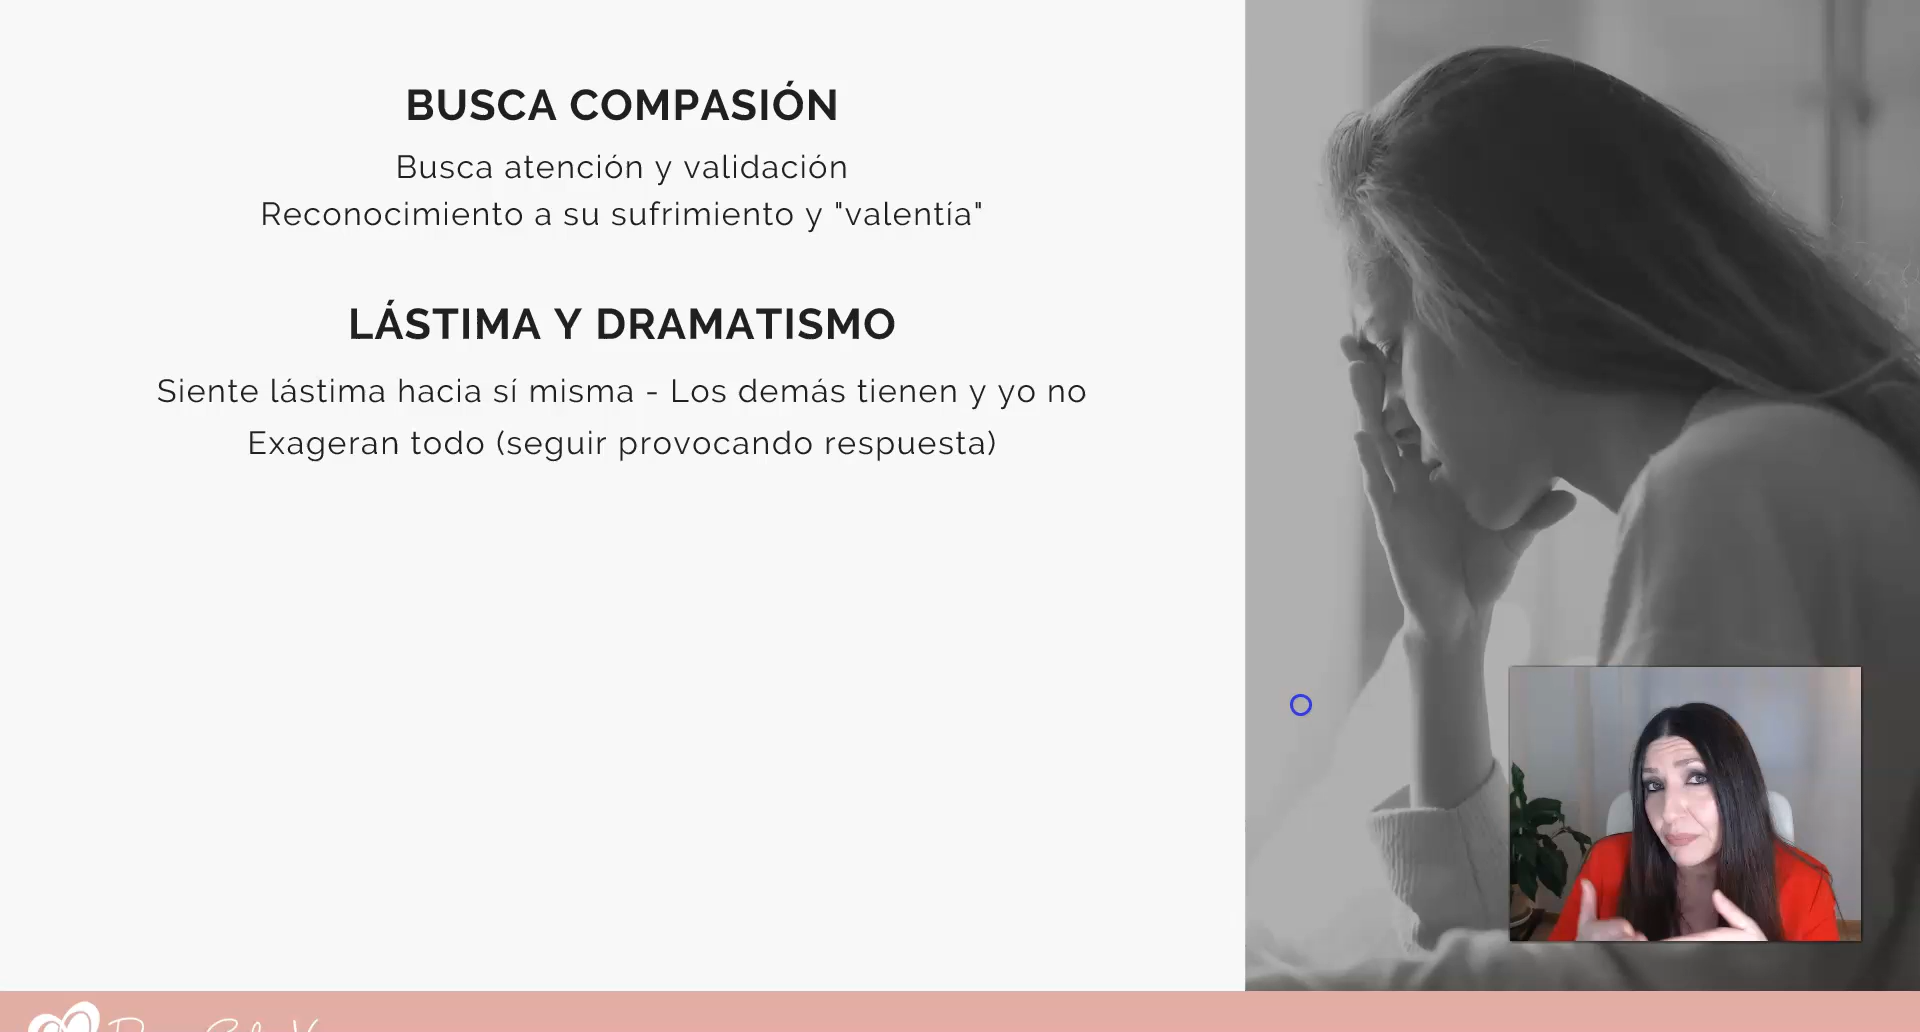 BUSCA COMPASIÓN
Busca atención y validación
Reconocimiento a su sufrimiento y "valentía"
LÁSTIMA Y DRAMATISMO
Siente lástima hacia sí misma - Los demás tienen y yo no
Exageran todo (seguir provocando respuesta)